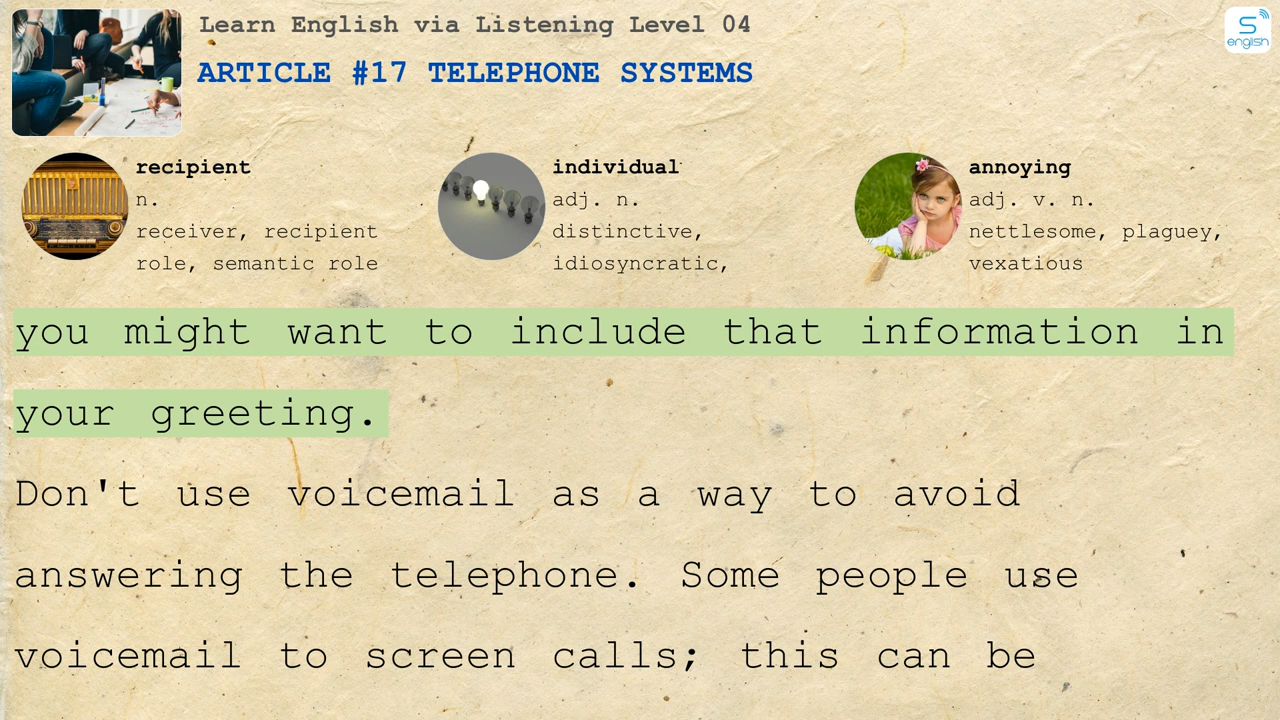 Learn English via Listening Level 04
ARTICLE #17 TELEPHONE SYSTEMS
S
english
recipient
n.
receiver, recipient
role, semantic role
individual
adj. n.
distinctive,
idiosyncratic,
annoying
adj. v. n.
nettlesome, plaguey,
vexatious
you might want to include that information in
your greeting.
Don't use voicemail as a way to avoid
answering the telephone. Some people use
voicemail to screen calls; this can be